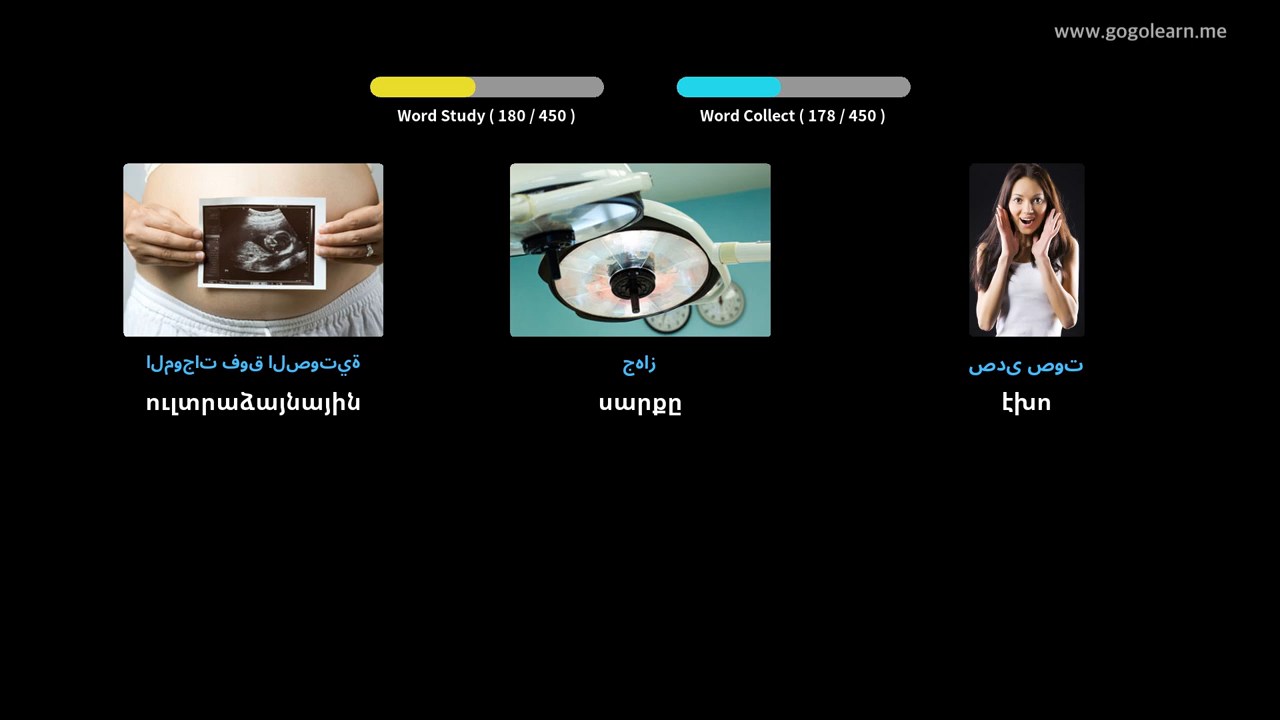 www.gogolearn.me
Word Study ( 180 / 450 )
Word Collect ( 178 / 450 )
الموجات فوق الصوتية
ուլտրաձայնային
جهاز
սարքը
صدى صوت
էխո